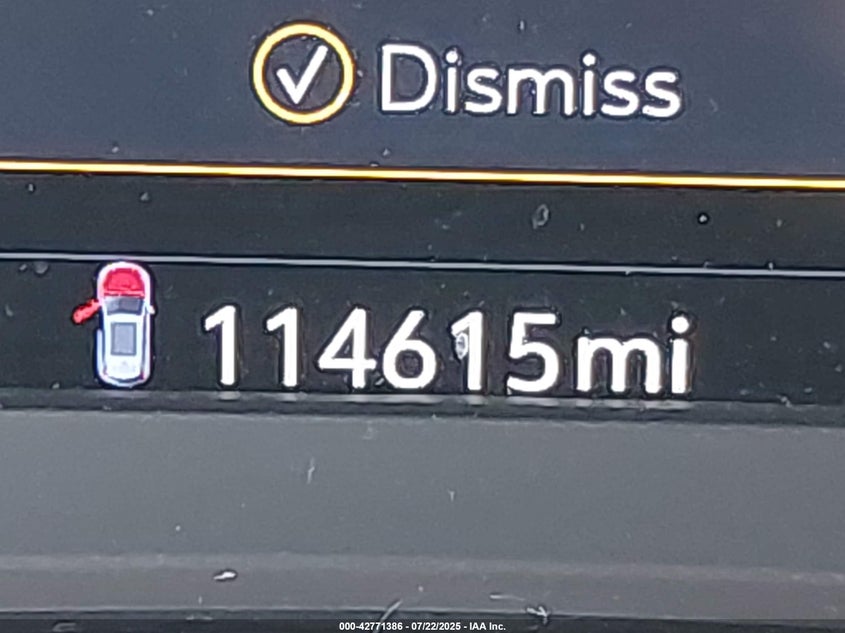 Dismiss
114615mi
000-42771386 - 07/22/2025 - IAA Inc.